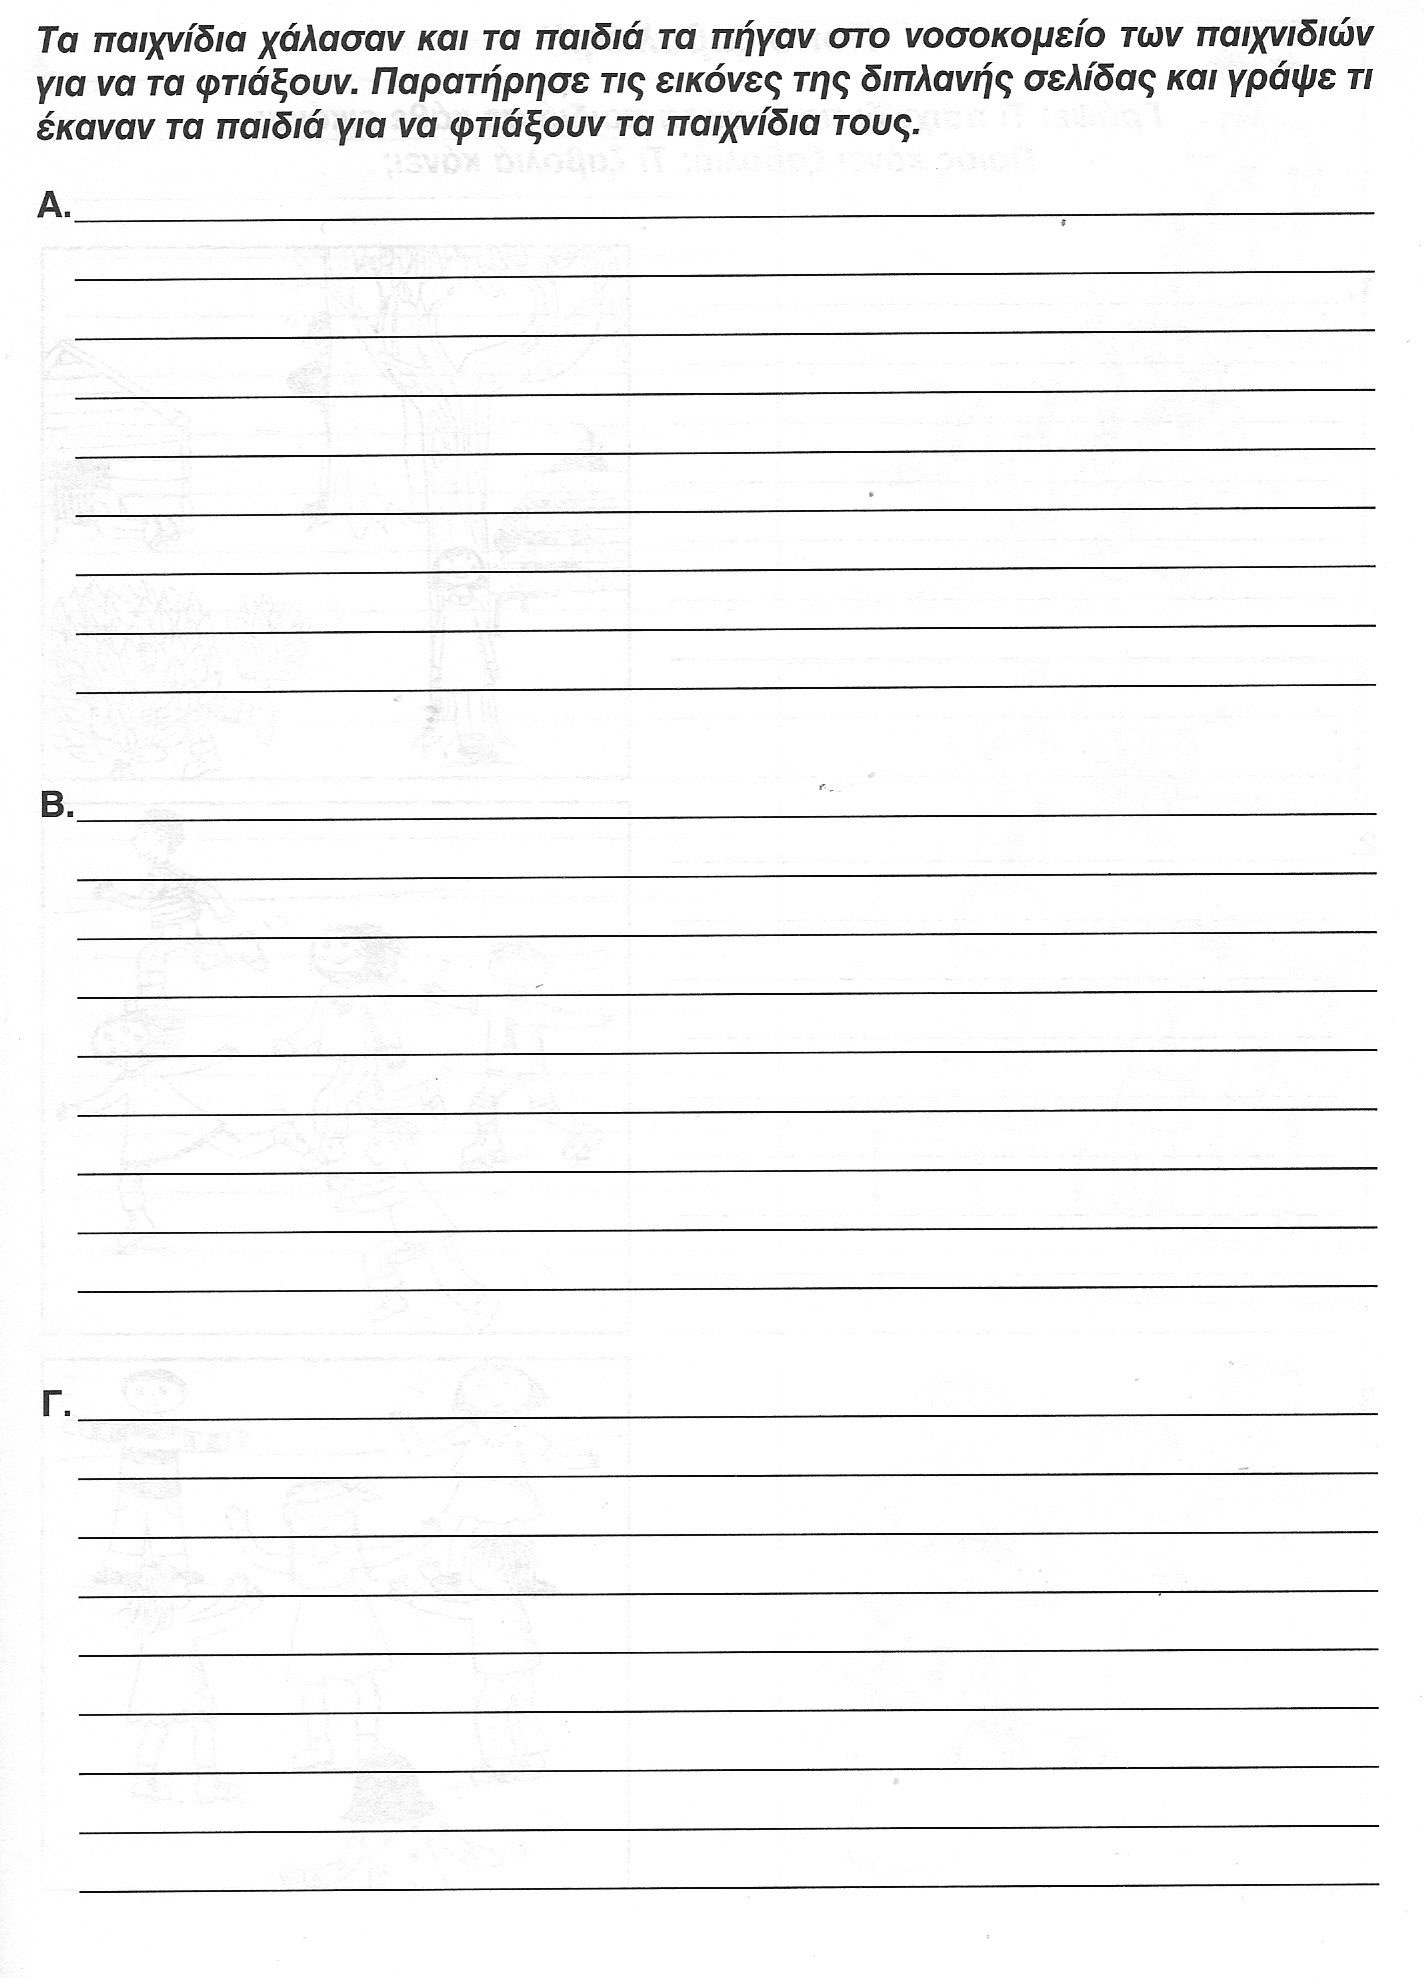 Τα παιχνίδια χάλασαν και τα παιδιά τα πήγαν στο νοσοκομείο των παιχνιδιών
για να τα φτιάξουν. Παρατήρησε τις εικόνες της διπλανής σελίδας και γράψε τι
έκαναν τα παιδιά για να φτιάξουν τα παιχνίδια τους.
Α.
Β.
Γ.